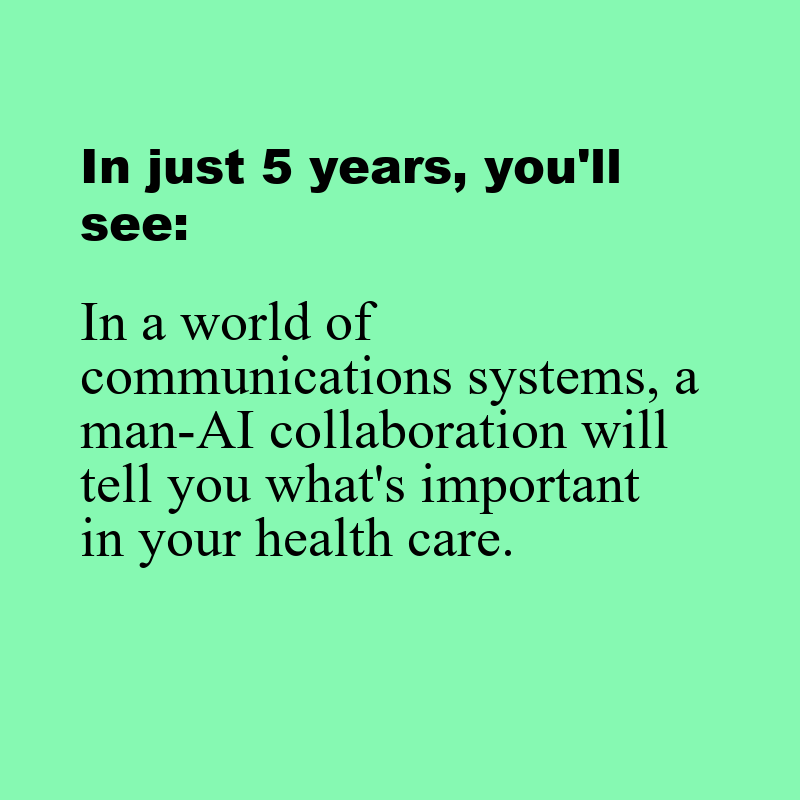 In just 5 years, you'll
see:
In a world of
communications systems, a
man-AI collaboration will
tell you what's important
in your health care.